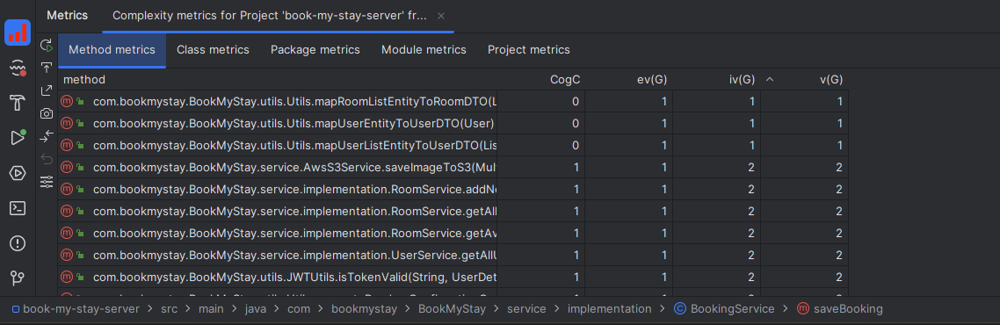 Metrics Complexity metrics for Project 'book-my-stay-server' fr... ×
Method metrics Class metrics Package metrics Module metrics Project metrics
method CogC ev(G) iv(G) v(G)
com.bookmystay.BookMyStay.utils.Utils.mapRoomListEntityToRoomDTO(L 0 1 1 1
com.bookmystay.BookMyStay.utils.Utils.mapUserEntityToUserDTO(User) 0 1 1 1
com.bookmystay.BookMyStay.utils.Utils.mapUserListEntityToUserDTO(Lis 0 1 1 1
com.bookmystay.BookMyStay.service.AwsS3Service.saveImageToS3(Mul 1 1 2 2
com.bookmystay.BookMyStay.service.implementation.RoomService.addNe 1 1 2 2
com.bookmystay.BookMyStay.service.implementation.RoomService.getAl 1 1 2 2
com.bookmystay.BookMyStay.service.implementation.RoomService.getAv 1 1 2 2
com.bookmystay.BookMyStay.service.implementation.UserService.getAllU 1 1 2 2
com.bookmystay.BookMyStay.utils.JWTUtils.isTokenValid(String, UserDet 1 1 2 2
book-my-stay-server > src > main > java > com > bookmystay > BookMyStay > service > implementation > BookingService > saveBooking